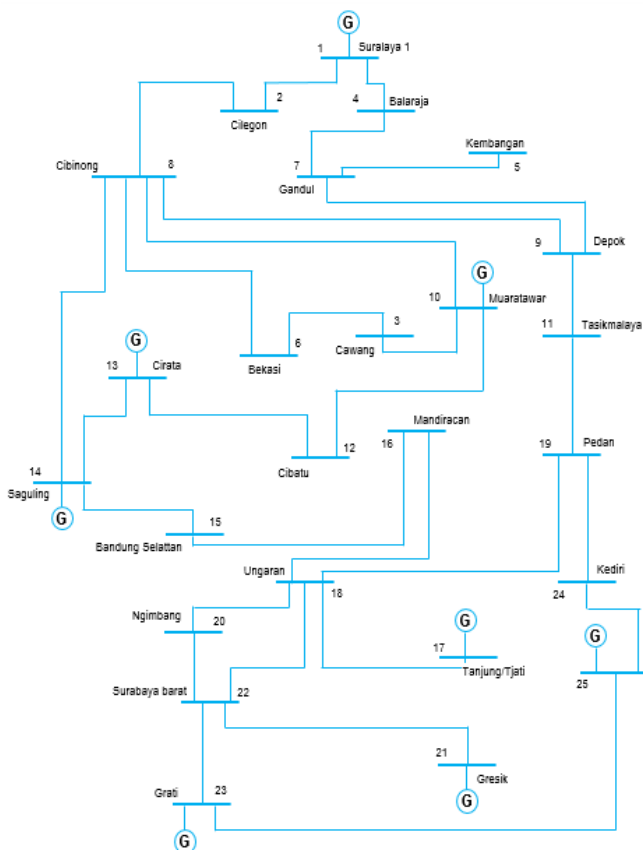 G
1 Suralaya 1
2 4 Balaraja
Cilegon
Kembangan
Cibinong 8 7 5
Gandul
9 Depok
G
10 Muaratawar
3 11 Tasikmalaya
G 6 Cawang
13 Cirata Bekasi
Mandiracan
16
12 19 Pedan
14 Cibatu
Saguling
G
15
Bandung Selattan
Ungaran 18 Kediri
24
Ngimbang 20
G G
17
Tanjung/Tjati 25
Surabaya barat 22
21 Gresik
Grati 23
G
G